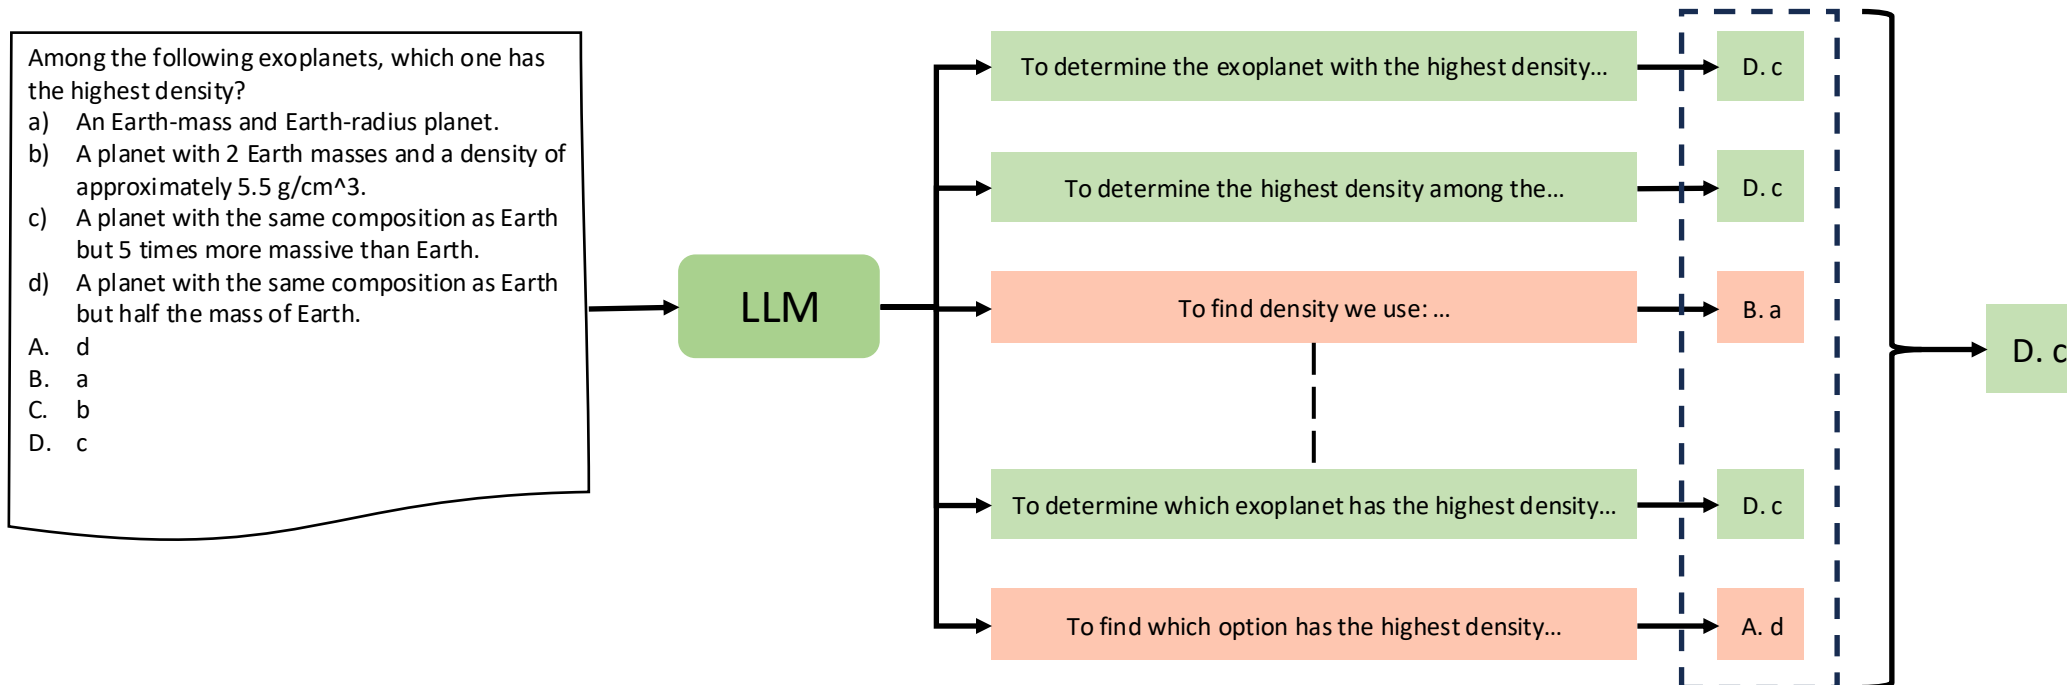 Among the following exoplanets, which one has
the highest density?
a) An Earth-mass and Earth-radius planet.
b) A planet with 2 Earth masses and a density of
approximately 5.5 g/cm^3.
c) A planet with the same composition as Earth
but 5 times more massive than Earth.
d) A planet with the same composition as Earth
but half the mass of Earth.
A. d
B. a
C. b
D. c
LLM
To determine the exoplanet with the highest density...
D. c
To determine the highest density among the...
D. c
To find density we use: ...
B. a
To determine which exoplanet has the highest density...
D. c
To find which option has the highest density...
A. d
D. c